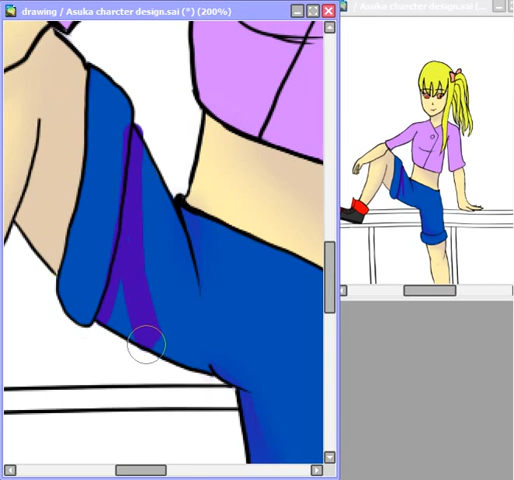 drawing / Asuka charcter design.sai (*) (200%)
/ Asuka charcter design.sai (...